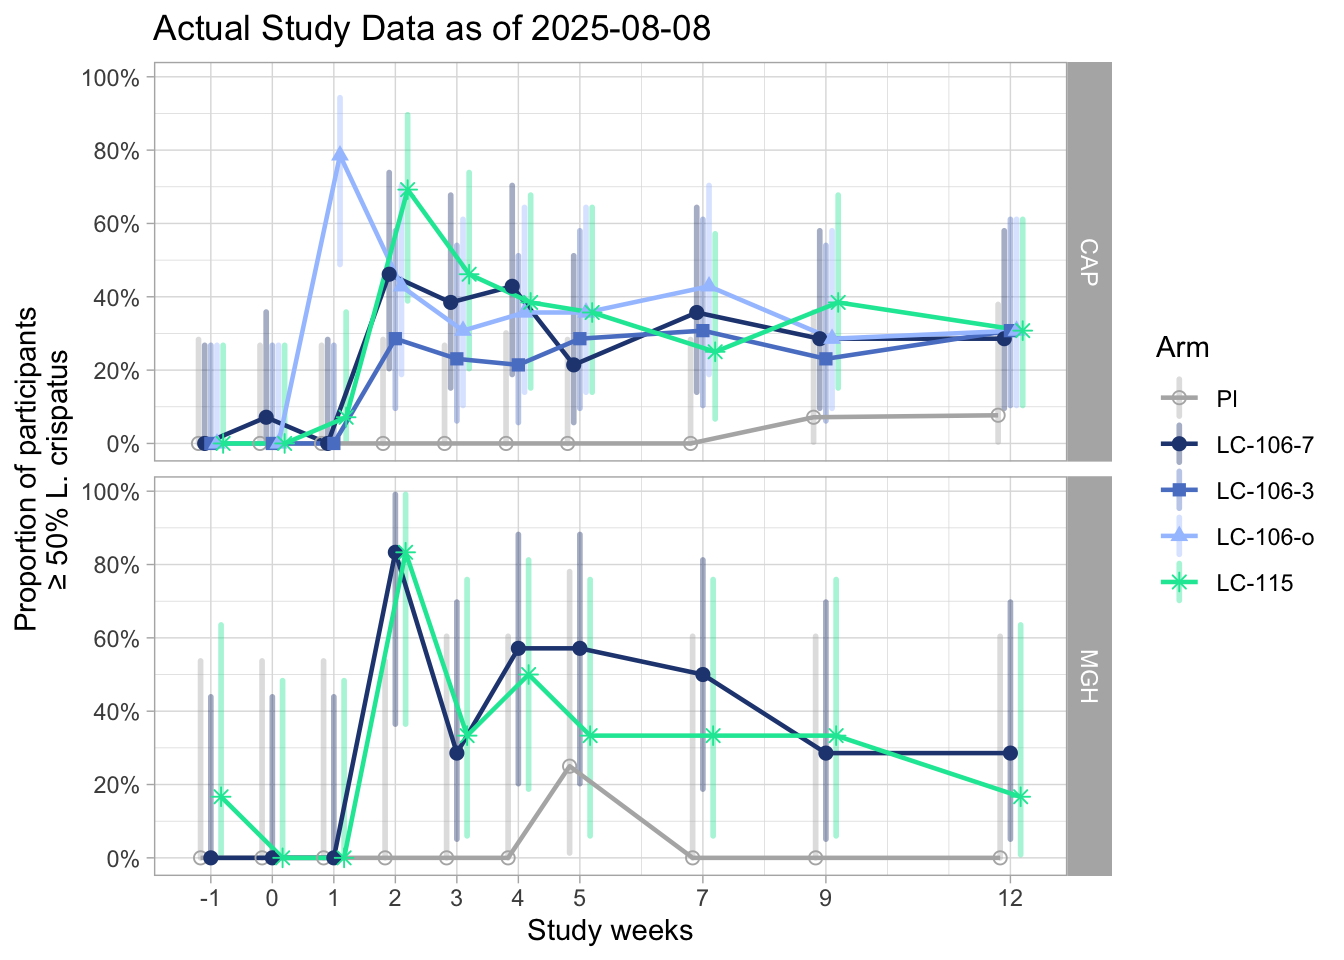 Actual Study Data as of 2025-08-08
Proportion of participants
≥ 50% L. crispatus
100%
80%
60%
40%
20%
0%
CAP
100%
80%
60%
40%
20%
0%
MGH
-1 0 1 2 3 4 5 7 9 12
Study weeks
Arm
Pl
LC-106-7
LC-106-3
LC-106-o
LC-115